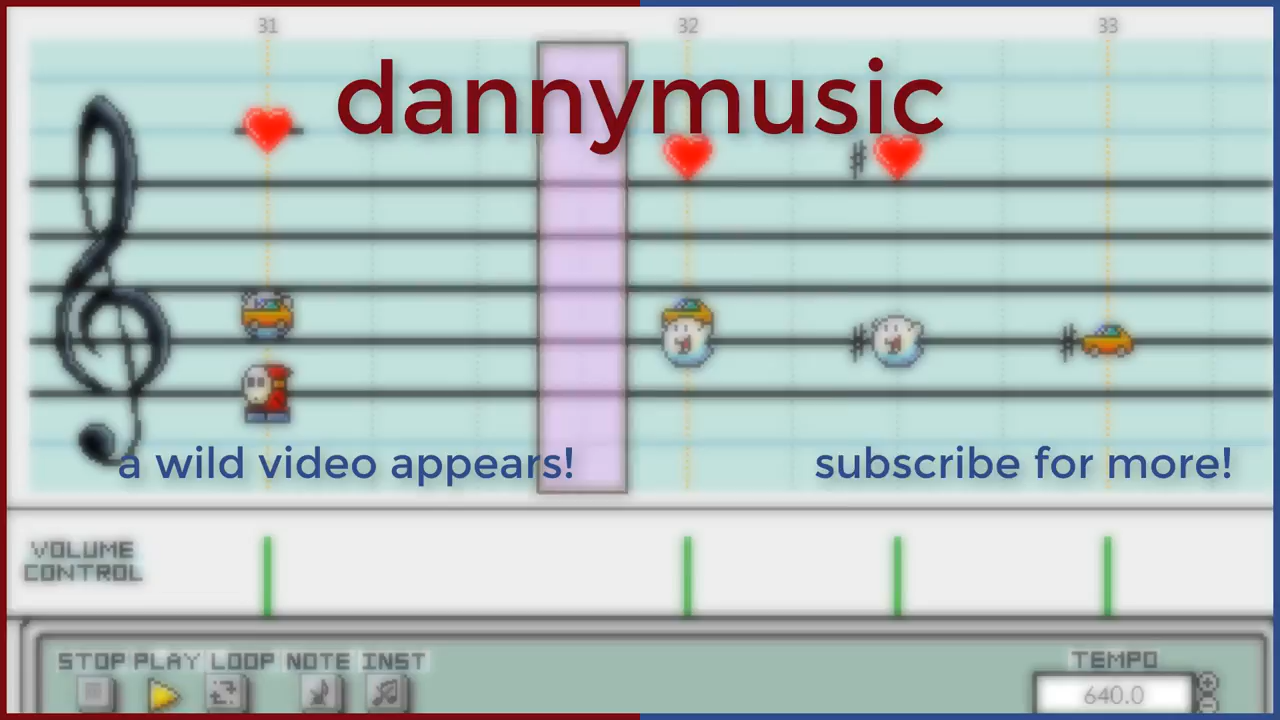 31 32 33
dannymusic
a wild video appears! subscribe for more!
VOLUME
CONTROL
STOP PLAY LOOP NOTE INST TEMPO
640.0